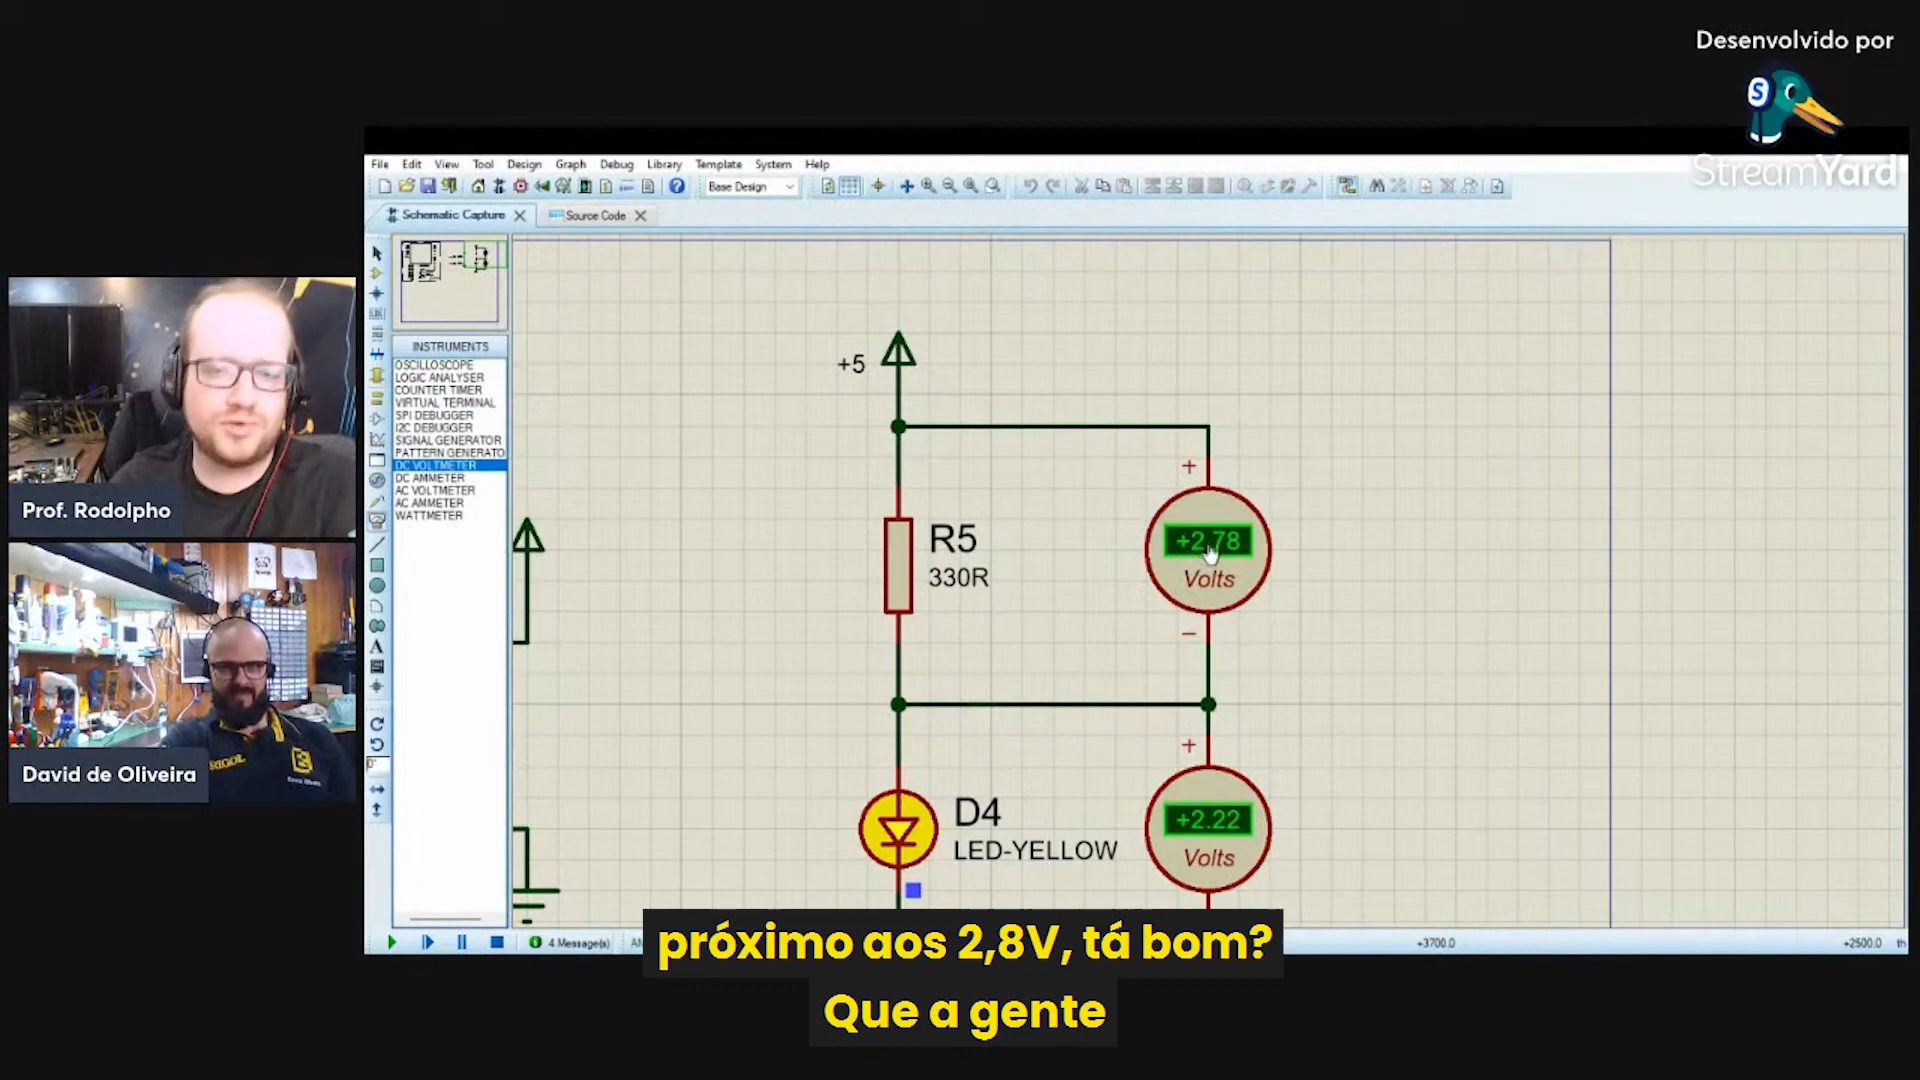 Desenvolvido por
StreamYard
File Edit View Tool Design Graph Debug Library Template System Help
Base Design
Schematic Capture
Source Code
INSTRUMENTS
OSCILLOSCOPE
LOGIC ANALYSER
COUNTER TIMER
VIRTUAL TERMINAL
SPI DEBUGGER
I2C DEBUGGER
SIGNAL GENERATOR
PATTERN GENERATO
DC VOLTMETER
DC AMMETER
AC VOLTMETER
AC AMMETER
WATTMETER
+5
R5
330R
+
+2.78
Volts
−
D4
LED-YELLOW
+
+2.22
Volts
Prof. Rodolpho
RIGOL
David de Oliveira
4 Message(s)
AN
+3700.0
+2500.0
th
próximo aos 2,8V, tá bom?
Que a gente